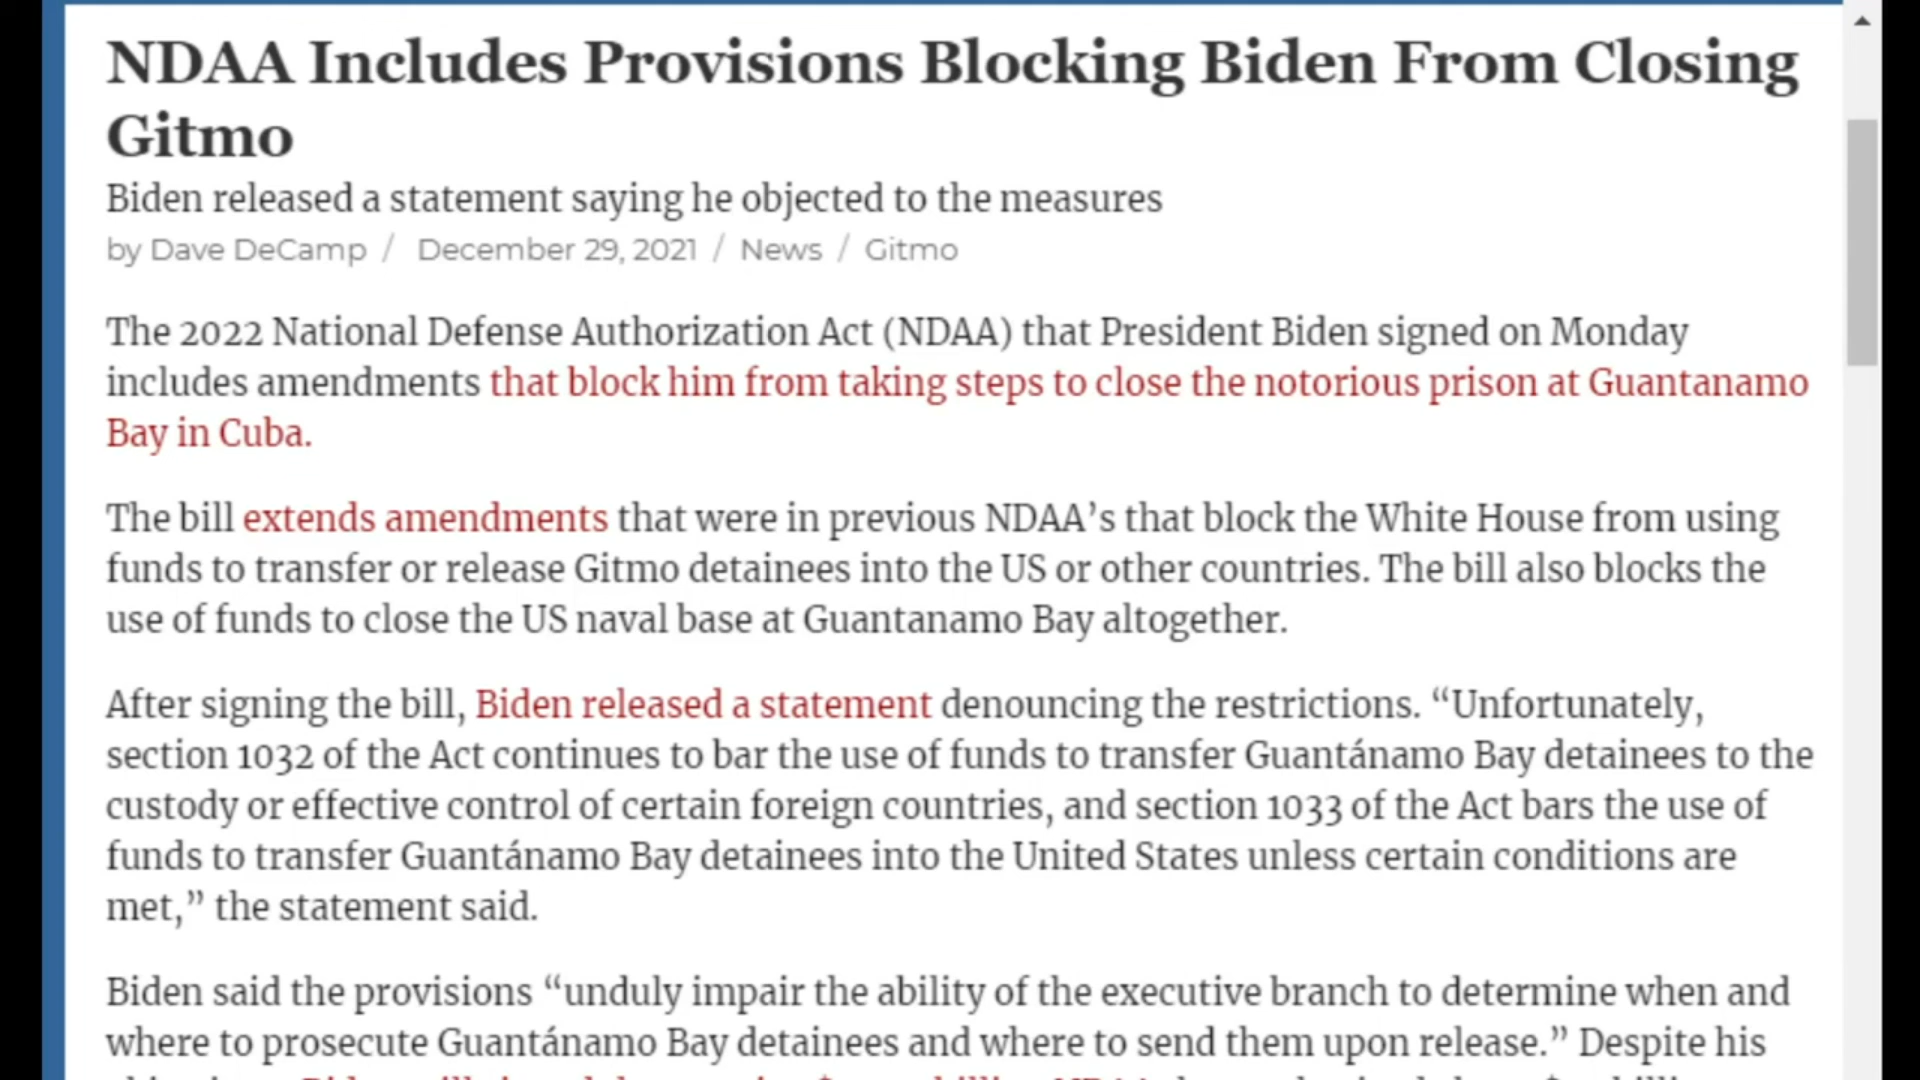 NDAA Includes Provisions Blocking Biden From Closing
Gitmo
Biden released a statement saying he objected to the measures
by Dave DeCamp / December 29, 2021 / News / Gitmo
The 2022 National Defense Authorization Act (NDAA) that President Biden signed on Monday
includes amendments that block him from taking steps to close the notorious prison at Guantanamo
Bay in Cuba.
The bill extends amendments that were in previous NDAA’s that block the White House from using
funds to transfer or release Gitmo detainees into the US or other countries. The bill also blocks the
use of funds to close the US naval base at Guantanamo Bay altogether.
After signing the bill, Biden released a statement denouncing the restrictions. “Unfortunately,
section 1032 of the Act continues to bar the use of funds to transfer Guantánamo Bay detainees to the
custody or effective control of certain foreign countries, and section 1033 of the Act bars the use of
funds to transfer Guantánamo Bay detainees into the United States unless certain conditions are
met,” the statement said.
Biden said the provisions “unduly impair the ability of the executive branch to determine when and
where to prosecute Guantánamo Bay detainees and where to send them upon release.” Despite his